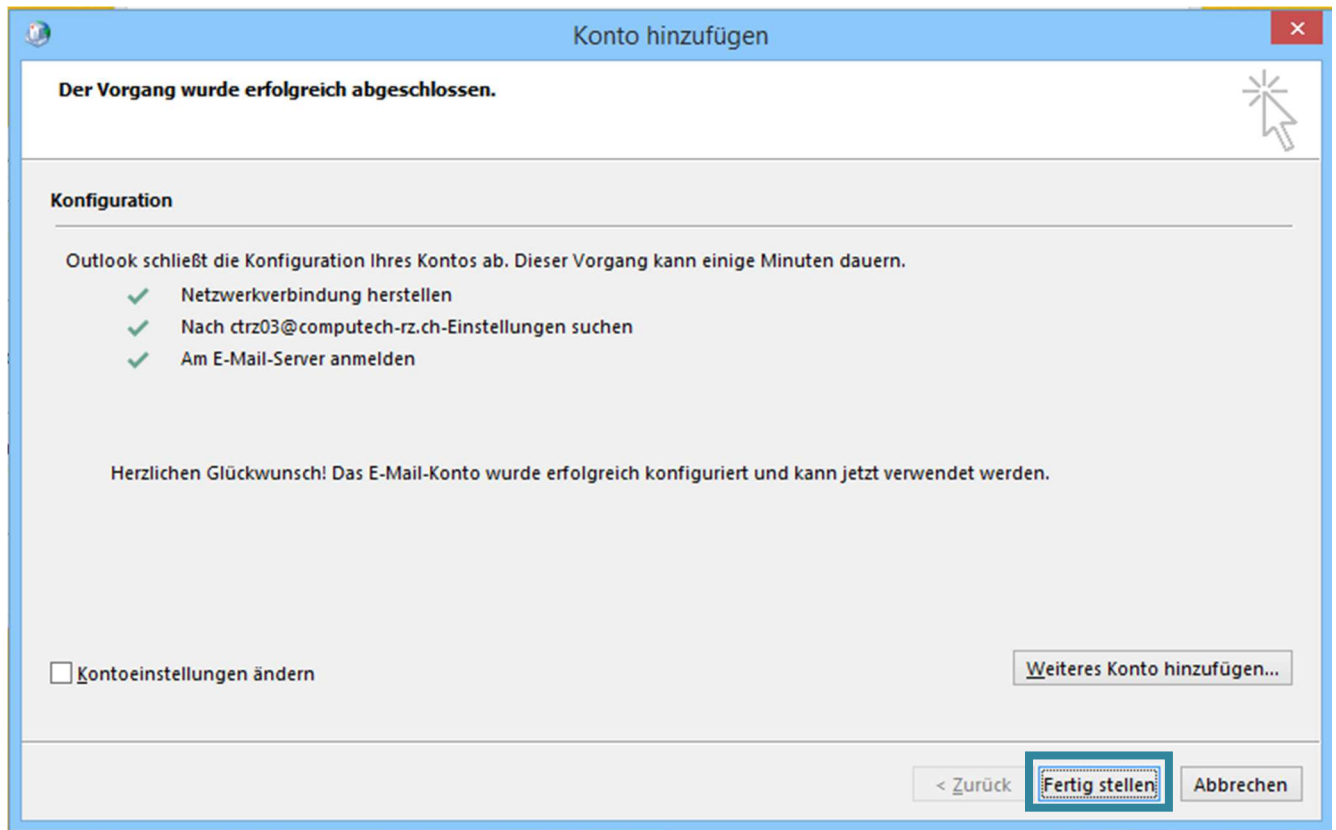 Konto hinzufügen
Der Vorgang wurde erfolgreich abgeschlossen.
Konfiguration
Outlook schließt die Konfiguration Ihres Kontos ab. Dieser Vorgang kann einige Minuten dauern.
Netzwerkverbindung herstellen
Nach ctrz03@computech-rz.ch-Einstellungen suchen
Am E-Mail-Server anmelden
Herzlichen Glückwunsch! Das E-Mail-Konto wurde erfolgreich konfiguriert und kann jetzt verwendet werden.
Kontoeinstellungen ändern
Weiteres Konto hinzufügen...
< Zurück
Fertig stellen
Abbrechen